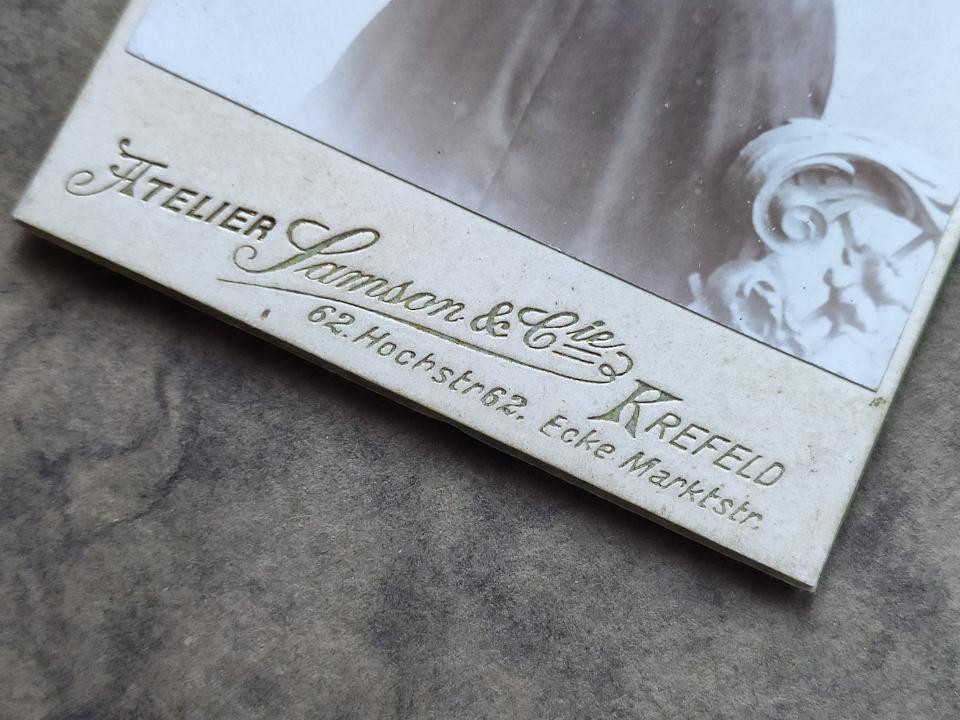 ATELIER Samson & Cie KREFELD
62. Hochstr 62. Ecke Marktstr.